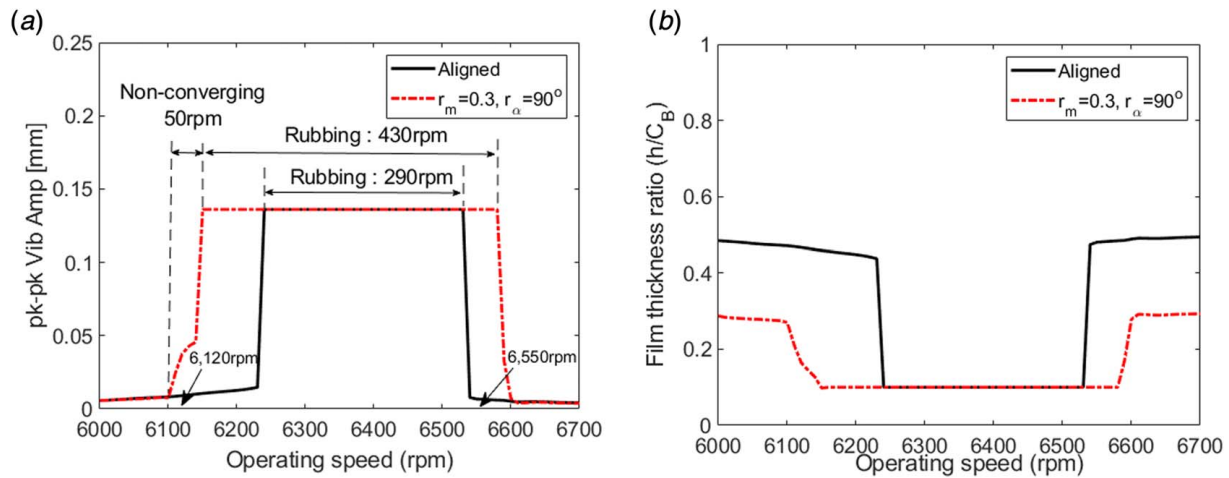 (a)
0.25
0.2
0.15
0.1
0.05
0
pk-pk Vib Amp [mm]
Aligned
r_m=0.3, r_α=90°
Non-converging
50rpm
Rubbing : 430rpm
Rubbing : 290rpm
6,120rpm
6,550rpm
6000 6100 6200 6300 6400 6500 6600 6700
Operating speed (rpm)
(b)
1
0.8
0.6
0.4
0.2
0
Film thickness ratio (h/C_B)
Aligned
r_m=0.3, r_α=90°
6000 6100 6200 6300 6400 6500 6600 6700
Operating speed (rpm)